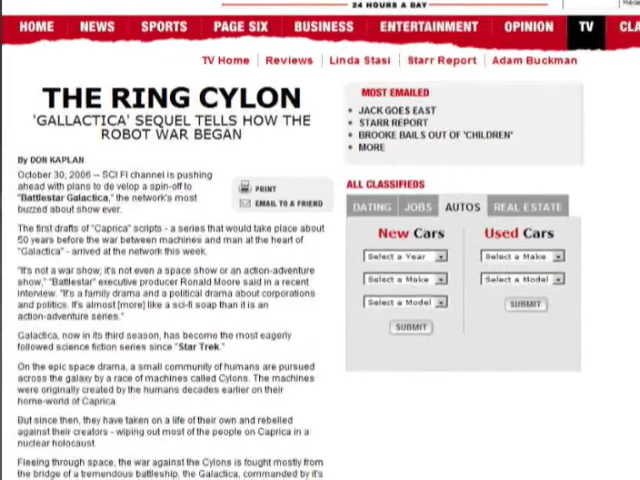 24 HOURS A DAY
HOME NEWS SPORTS PAGE SIX BUSINESS ENTERTAINMENT OPINION TV
TV Home Reviews Linda Stasi Starr Report Adam Buckman
THE RING CYLON
'GALLACTICA' SEQUEL TELLS HOW THE
ROBOT WAR BEGAN
By DON KAPLAN
October 30, 2006 -- SCI FI channel is pushing
ahead with plans to develop a spin-off to
"Battlestar Galactica," the network's most
buzzed about show ever.
PRINT
EMAIL TO A FRIEND
The first drafts of "Caprica" scripts - a series that would take place about
50 years before the war between machines and man at the heart of
"Galactica" - arrived at the network this week.
"It's not a war show; it's not even a space show or an action-adventure
show," "Battlestar" executive producer Ronald Moore said in a recent
interview. "It's a family drama and a political drama about corporations
and politics. It's almost [more] like a sci-fi soap than it is an
action-adventure series."
Galactica, now in its third season, has become the most eagerly
followed science fiction series since "Star Trek."
On the epic space drama, a small community of humans are pursued
across the galaxy by a race of machines called Cylons. The machines
were originally created by the humans decades earlier on their
home-world of Caprica.
But since then, they have taken on a life of their own and rebelled
against their creators - wiping out most of the people on Caprica in a
nuclear holocaust.
Fleeing through space, the war against the Cylons is fought mostly from
the bridge of a tremendous battleship, the Galactica, commanded by it's
MOST EMAILED
JACK GOES EAST
STARR REPORT
BROOKE BAILS OUT OF 'CHILDREN'
MORE
ALL CLASSIFIEDS
DATING JOBS AUTOS REAL ESTATE
New Cars Used Cars
Select a Year Select a Make
Select a Make Select a Model
Select a Model SUBMIT
SUBMIT